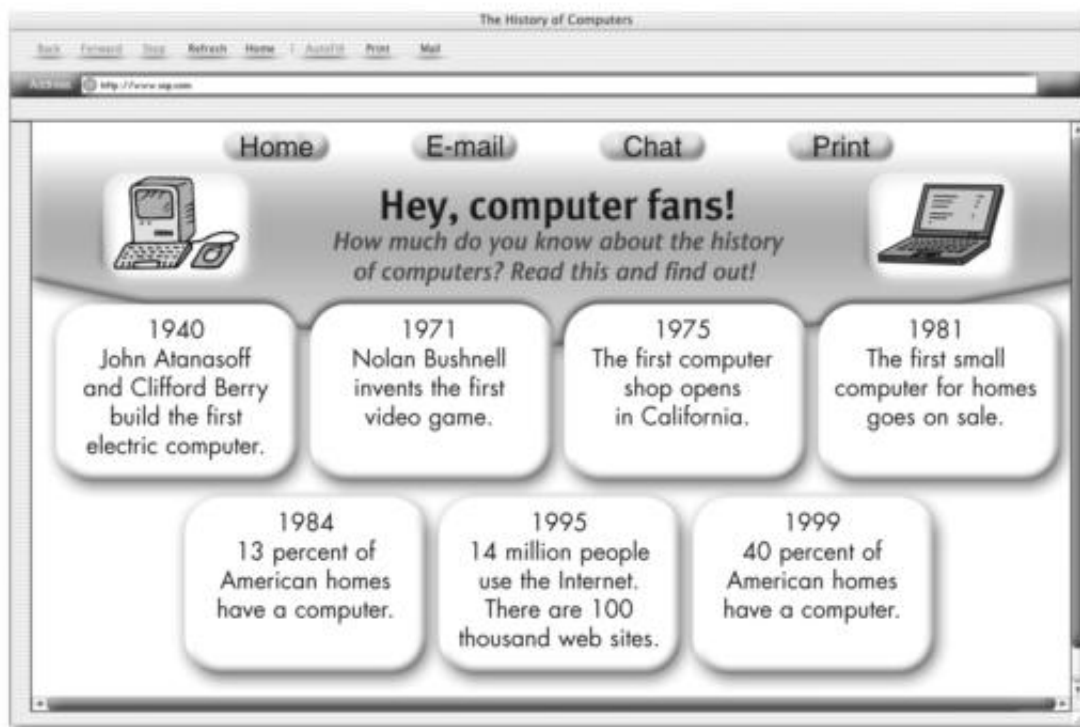 The History of Computers
Back Forward Stop Refresh Home AutoFill Print Mail
Address http://www.
Home E-mail Chat Print
Hey, computer fans!
How much do you know about the history
of computers? Read this and find out!
1940
John Atanasoff
and Clifford Berry
build the first
electric computer.
1971
Nolan Bushnell
invents the first
video game.
1975
The first computer
shop opens
in California.
1981
The first small
computer for homes
goes on sale.
1984
13 percent of
American homes
have a computer.
1995
14 million people
use the Internet.
There are 100
thousand web sites.
1999
40 percent of
American homes
have a computer.